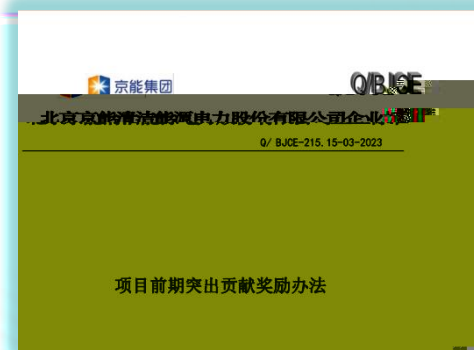 京能集团
Q/BJCE
北京京能清洁能源电力股份有限公司企业
Q/ BJCE-215.15-03-2023
项目前期突出贡献奖励办法